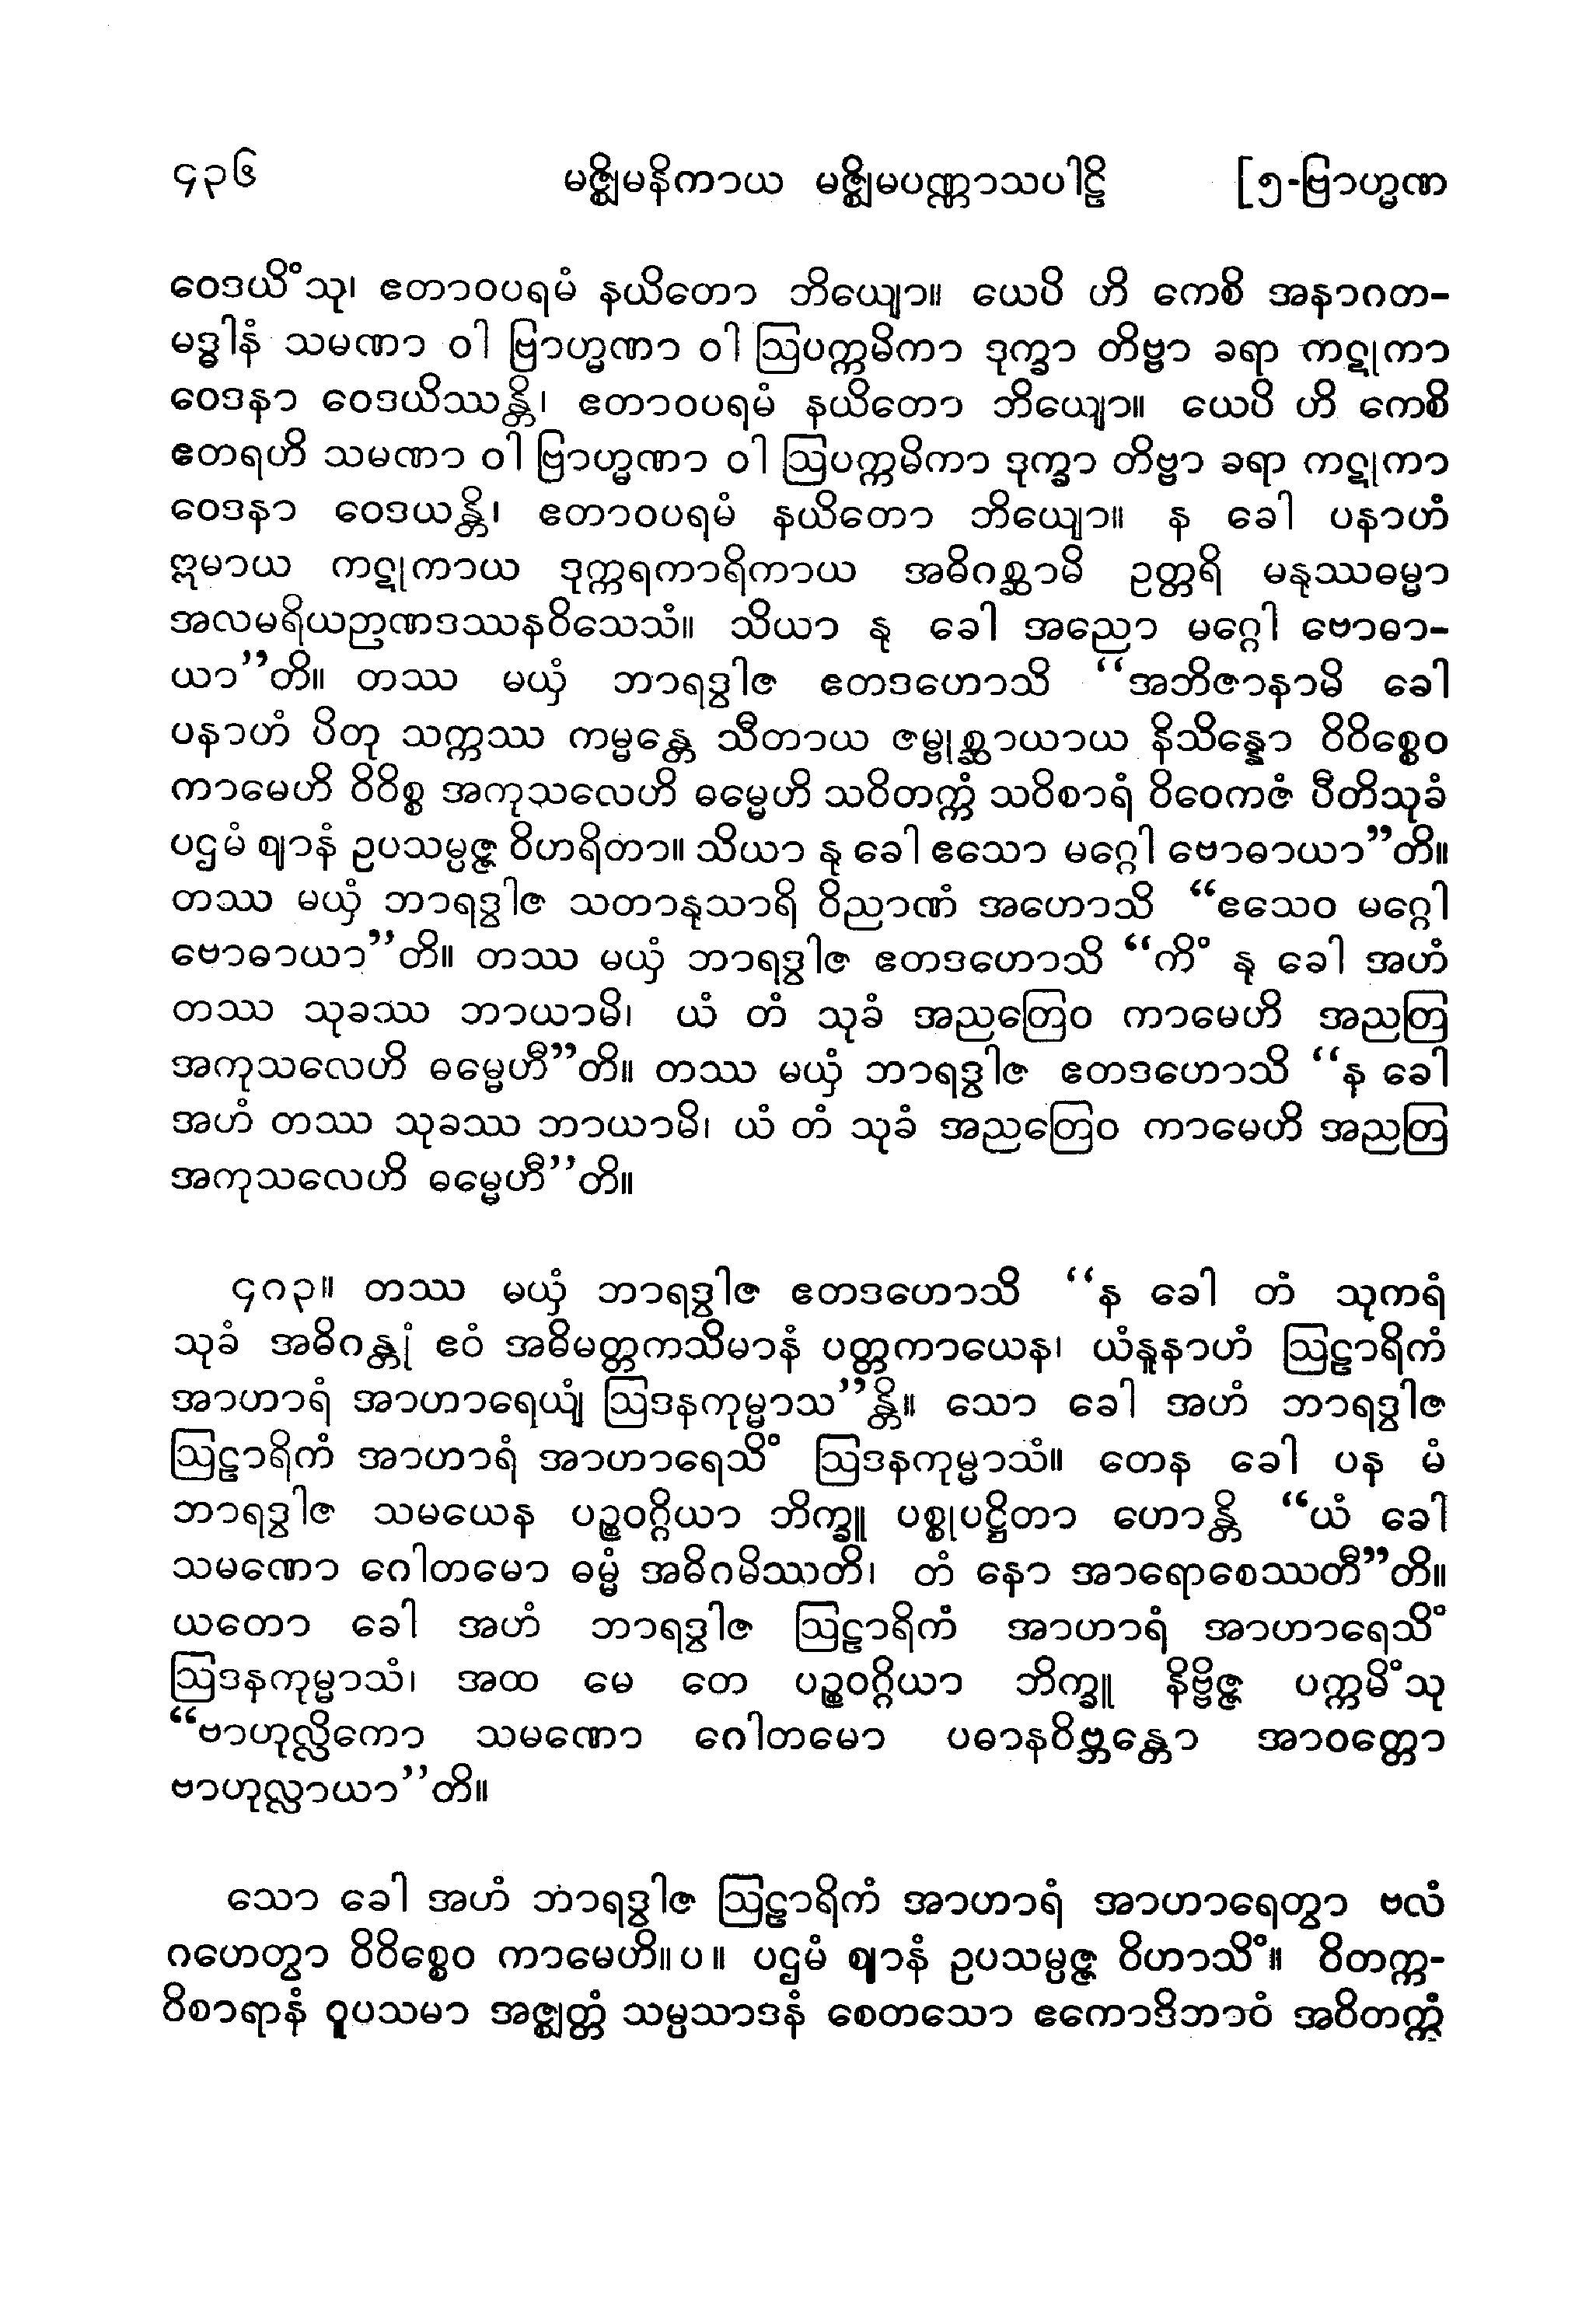 ၄၃၆ မဇ္ဈိမနိကာယ မဇ္ဈိမပဏ္ဏာသပါဠိ [၅-ဗြာဟ္မဏ
ဝေဒယိံသု၊ ဧတာဝပရမံ နယိတော ဘိယျော။ ယေပိ ဟိ ကေစိ အနာဂတ-
မဒ္ဓါနံ သမဏာ ဝါ ဗြာဟ္မဏာ ဝါ ဩပက္ကမိကာ ဒုက္ခာ တိဗ္ဗာ ခရာ ကဋုကာ
ဝေဒနာ ဝေဒယိဿန္တိ၊ ဧတာဝပရမံ နယိတော ဘိယျော။ ယေပိ ဟိ ကေစိ
ဧတရဟိ သမဏာ ဝါ ဗြာဟ္မဏာ ဝါ ဩပက္ကမိကာ ဒုက္ခာ တိဗ္ဗာ ခရာ ကဋုကာ
ဝေဒနာ ဝေဒယန္တိ၊ ဧတာဝပရမံ နယိတော ဘိယျော။ န ခေါ ပနာဟံ
ဣမာယ ကဋုကာယ ဒုက္ကရကာရိကာယ အဓိဂစ္ဆာမိ ဥတ္တရိ မနုဿဓမ္မာ
အလမရိယဉာဏဒဿနဝိသေသံ။ သိယာ နု ခေါ အညော မဂ္ဂေါ ဗောဓာ-
ယာ”တိ။ တဿ မယှံ ဘာရဒွါဇ ဧတဒဟောသိ “အဘိဇာနာမိ ခေါ
ပနာဟံ ပိတု သက္ကဿ ကမ္မန္တေ သီတာယ ဇမ္ဗုစ္ဆာယာယ နိသိန္နော ဝိဝိစ္စေဝ
ကာမေဟိ ဝိဝိစ္စ အကုသလေဟိ ဓမ္မေဟိ သဝိတက္ကံ သဝိစာရံ ဝိဝေကဇံ ပီတိသုခံ
ပဌမံ ဈာနံ ဥပသမ္ပဇ္ဇ ဝိဟရိတာ။ သိယာ နု ခေါ ဧသော မဂ္ဂေါ ဗောဓာယာ”တိ။
တဿ မယှံ ဘာရဒွါဇ သတာနုသာရိ ဝိညာဏံ အဟောသိ “ဧသေဝ မဂ္ဂေါ
ဗောဓာယာ”တိ။ တဿ မယှံ ဘာရဒွါဇ ဧတဒဟောသိ “ကိံ နု ခေါ အဟံ
တဿ သုခဿ ဘာယာမိ၊ ယံ တံ သုခံ အညတြေဝ ကာမေဟိ အညတြ
အကုသလေဟိ ဓမ္မေဟီ”တိ။ တဿ မယှံ ဘာရဒွါဇ ဧတဒဟောသိ “န ခေါ
အဟံ တဿ သုခဿ ဘာယာမိ၊ ယံ တံ သုခံ အညတြေဝ ကာမေဟိ အညတြ
အကုသလေဟိ ဓမ္မေဟီ”တိ။
၄၇၃။ တဿ မယှံ ဘာရဒွါဇ ဧတဒဟောသိ “န ခေါ တံ သုကရံ
သုခံ အဓိဂန္တုံ ဧဝံ အဓိမတ္တကသိမာနံ ပတ္တကာယေန၊ ယံနူနာဟံ ဩဠာရိကံ
အာဟာရံ အာဟာရေယျံ ဩဒနကုမ္မာသ”န္တိ။ သော ခေါ အဟံ ဘာရဒွါဇ
ဩဠာရိကံ အာဟာရံ အာဟာရေသိံ ဩဒနကုမ္မာသံ။ တေန ခေါ ပန မံ
ဘာရဒွါဇ သမယေန ပဉ္စဝဂ္ဂိယာ ဘိက္ခူ ပစ္စုပဋ္ဌိတာ ဟောန္တိ “ယံ ခေါ
သမဏော ဂေါတမော ဓမ္မံ အဓိဂမိဿတိ၊ တံ နော အာရောစေဿတီ”တိ။
ယတော ခေါ အဟံ ဘာရဒွါဇ ဩဠာရိကံ အာဟာရံ အာဟာရေသိံ
ဩဒနကုမ္မာသံ၊ အထ မေ တေ ပဉ္စဝဂ္ဂိယာ ဘိက္ခူ နိဗ္ဗိဇ္ဇ ပက္ကမိံသု
“ဗာဟုလ္လိကော သမဏော ဂေါတမော ပဓာနဝိဗ္ဘန္တော အာဝတ္တော
ဗာဟုလ္လာယာ”တိ။
သော ခေါ အဟံ ဘာရဒွါဇ ဩဠာရိကံ အာဟာရံ အာဟာရေတွာ ဗလံ
ဂဟေတွာ ဝိဝိစ္စေဝ ကာမေဟိ။ပ။ ပဌမံ ဈာနံ ဥပသမ္ပဇ္ဇ ဝိဟာသိံ။ ဝိတက္က-
ဝိစာရာနံ ဝူပသမာ အဇ္ဈတ္တံ သမ္ပသာဒနံ စေတသော ဧကောဒိဘာဝံ အဝိတက္ကံ